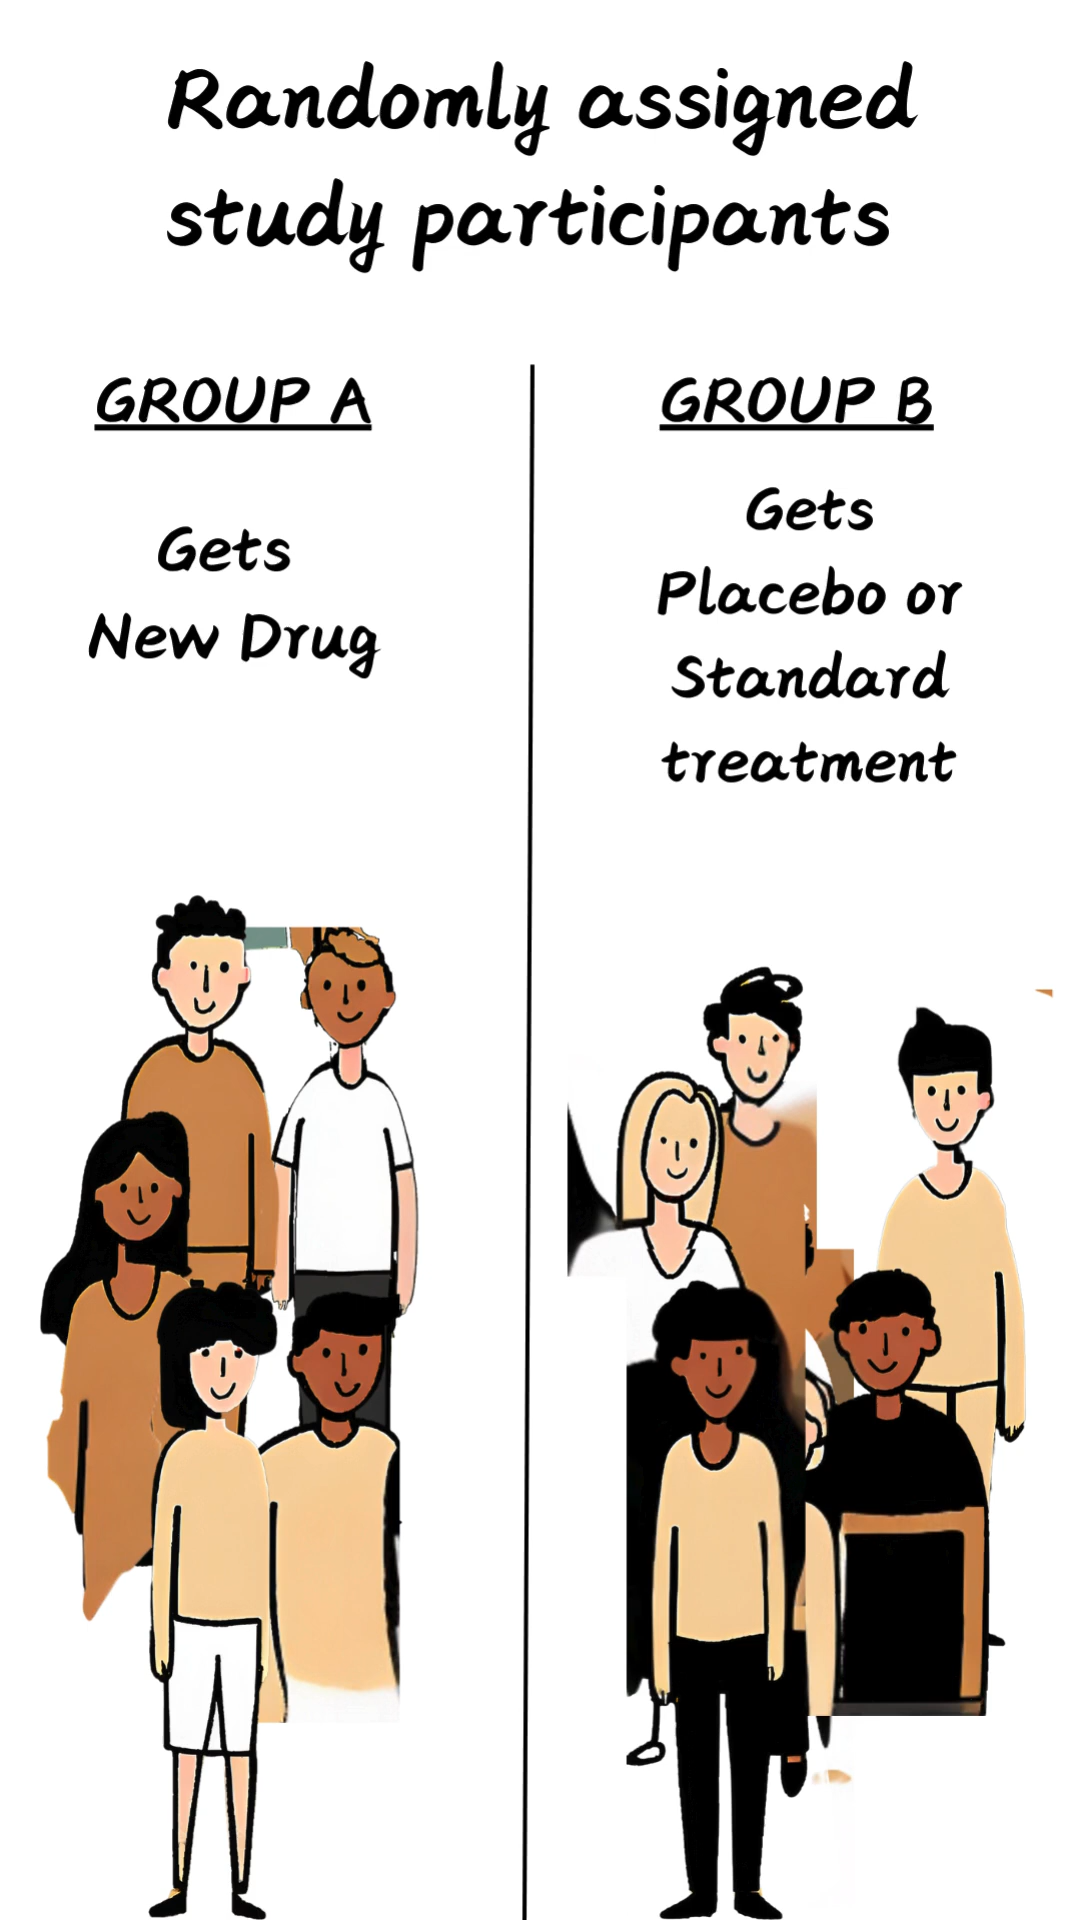 Randomly assigned
study participants
GROUP A
Gets
New Drug
GROUP B
Gets
Placebo or
Standard
treatment